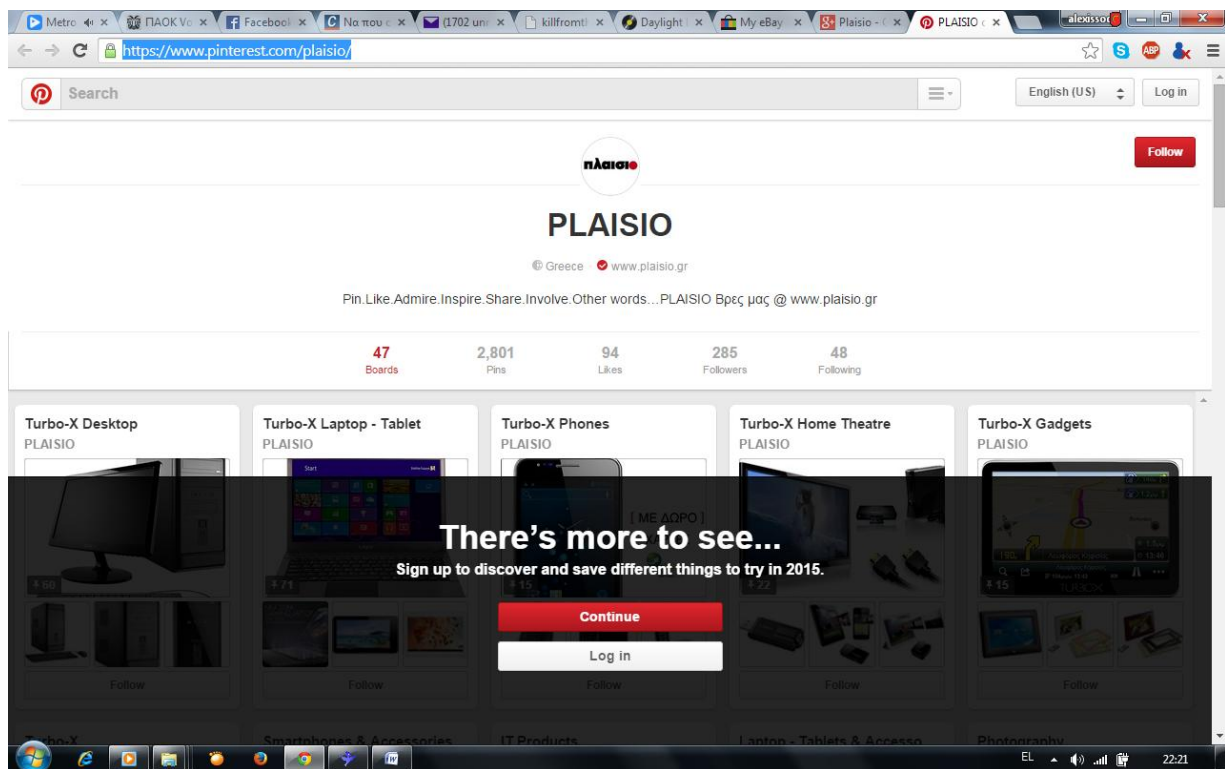 Metro
ΠΑΟΚ Vo
Facebook
Να που ε
(1702 un
killfromtl
Daylight
My eBay
Plaisio - (
PLAISIO
alexisso
https://www.pinterest.com/plaisio/
Search
English (US)
Log in
πλαισιο
Follow
PLAISIO
Greece www.plaisio.gr
Pin.Like.Admire.Inspire.Share.Involve.Other words…PLAISIO Βρες μας @ www.plaisio.gr
47 2,801 94 285 48
Boards Pins Likes Followers Following
Turbo-X Desktop
PLAISIO
Turbo-X Laptop - Tablet
PLAISIO
Turbo-X Phones
PLAISIO
Turbo-X Home Theatre
PLAISIO
Turbo-X Gadgets
PLAISIO
Start
[ ΜΕ ΔΩΡΟ ]
There's more to see...
Sign up to discover and save different things to try in 2015.
60
71
15
22
15
TURBOX
Continue
Log in
Follow
Follow
Follow
Follow
Follow
Turbo-X
Smartphones & Accessories
IT Products
Laptop - Tablets & Accesso
Photography
EL 22:21